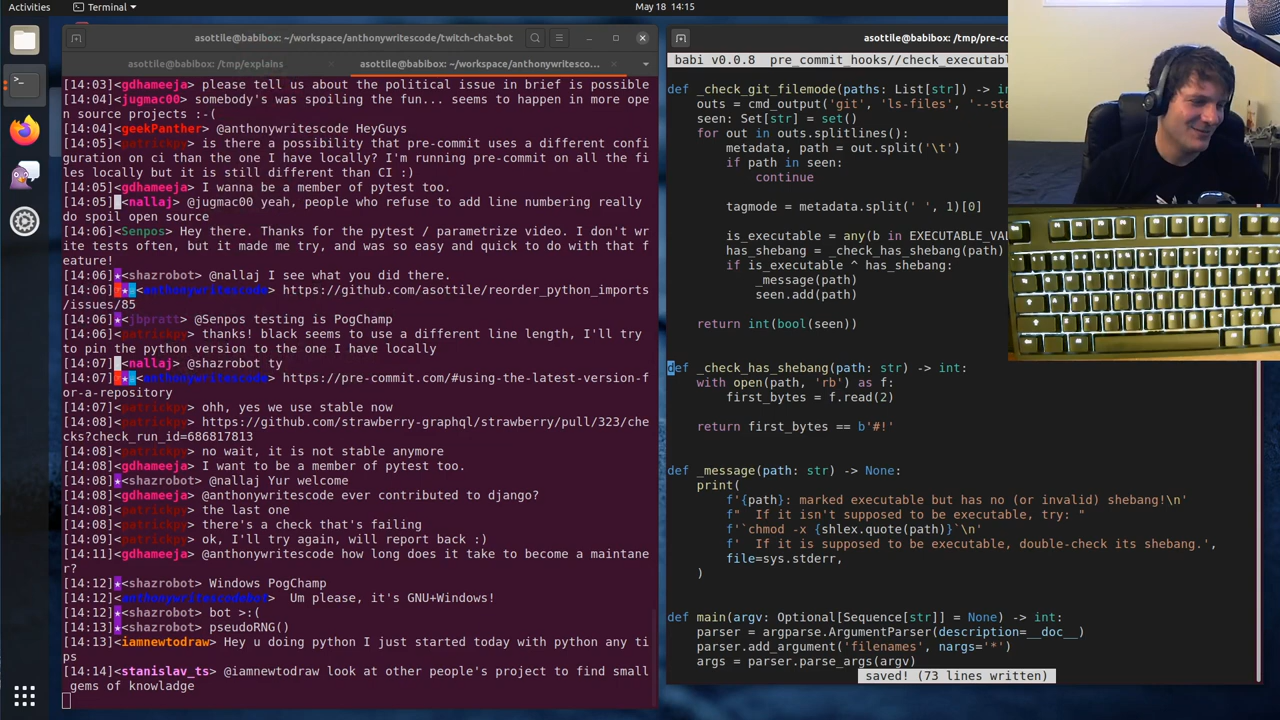 Activities
Terminal
May 18 14:15
asottile@babibox: ~/workspace/anthonywritescode/twitch-chat-bot
asottile@babibox: /tmp/explains
asottile@babibox: ~/workspace/anthonywritesco...
[14:03]<gdhameeja> please tell us about the political issue in brief is possible
[14:04]<jugmac00> somebody's was spoiling the fun... seems to happen in more ope
n source projects :-(
[14:04]<geekPanther> @anthonywritescode HeyGuys
[14:05]<patrickpy> is there a possibility that pre-commit uses a different confi
guration on ci than the one I have locally? I'm running pre-commit on all the fi
les locally but it is still different than CI :)
[14:05]<gdhameeja> I wanna be a member of pytest too.
[14:05]<nallaj> @jugmac00 yeah, people who refuse to add line numbering really
do spoil open source
[14:06]<Senpos> Hey there. Thanks for the pytest / parametrize video. I don't wr
ite tests often, but it made me try, and was so easy and quick to do with that f
eature!
[14:06]★<shazrobot> @nallaj I see what you did there.
[14:06]<anthonywritescode> https://github.com/asottile/reorder_python_imports
/issues/85
[14:06]★<jbpratt> @Senpos testing is PogChamp
[14:06]<patrickpy> thanks! black seems to use a different line length, I'll try
to pin the python version to the one I have locally
[14:07]<nallaj> @shazrobot ty
[14:07]<anthonywritescode> https://pre-commit.com/#using-the-latest-version-f
or-a-repository
[14:07]<patrickpy> ohh, yes we use stable now
[14:08]<patrickpy> https://github.com/strawberry-graphql/strawberry/pull/323/che
cks?check_run_id=686817813
[14:08]<patrickpy> no wait, it is not stable anymore
[14:08]<gdhameeja> I want to be a member of pytest too.
[14:08]★<shazrobot> @nallaj Yur welcome
[14:08]<gdhameeja> @anthonywritescode ever contributed to django?
[14:08]<patrickpy> the last one
[14:08]<patrickpy> there's a check that's failing
[14:09]<patrickpy> ok, I'll try again, will report back :)
[14:11]<gdhameeja> @anthonywritescode how long does it take to become a maintane
r?
[14:12]★<shazrobot> Windows PogChamp
[14:12]<anthonywritescodebot> Um please, it's GNU+Windows!
[14:12]★<shazrobot> bot >:(
[14:13]★<shazrobot> pseudoRNG()
[14:13]<iamnewtodraw> Hey u doing python I just started today with python any ti
ps
[14:14]<stanislav_ts> @iamnewtodraw look at other people's project to find small
gems of knowladge
asottile@babibox: /tmp/pre-co
babi v0.0.8 pre_commit_hooks//check_executabl
def _check_git_filemode(paths: List[str]) -> in
outs = cmd_output('git', 'ls-files', '--sta
seen: Set[str] = set()
for out in outs.splitlines():
metadata, path = out.split('\t')
if path in seen:
continue
tagmode = metadata.split(' ', 1)[0]
is_executable = any(b in EXECUTABLE_VAL
has_shebang = _check_has_shebang(path)
if is_executable ^ has_shebang:
_message(path)
seen.add(path)
return int(bool(seen))
def _check_has_shebang(path: str) -> int:
with open(path, 'rb') as f:
first_bytes = f.read(2)
return first_bytes == b'#!'
def _message(path: str) -> None:
print(
f'{path}: marked executable but has no (or invalid) shebang!\n'
f" If it isn't supposed to be executable, try: "
f'`chmod -x {shlex.quote(path)}`\n'
f' If it is supposed to be executable, double-check its shebang.',
file=sys.stderr,
)
def main(argv: Optional[Sequence[str]] = None) -> int:
parser = argparse.ArgumentParser(description=__doc__)
parser.add_argument('filenames', nargs='*')
args = parser.parse_args(argv)
saved! (73 lines written)